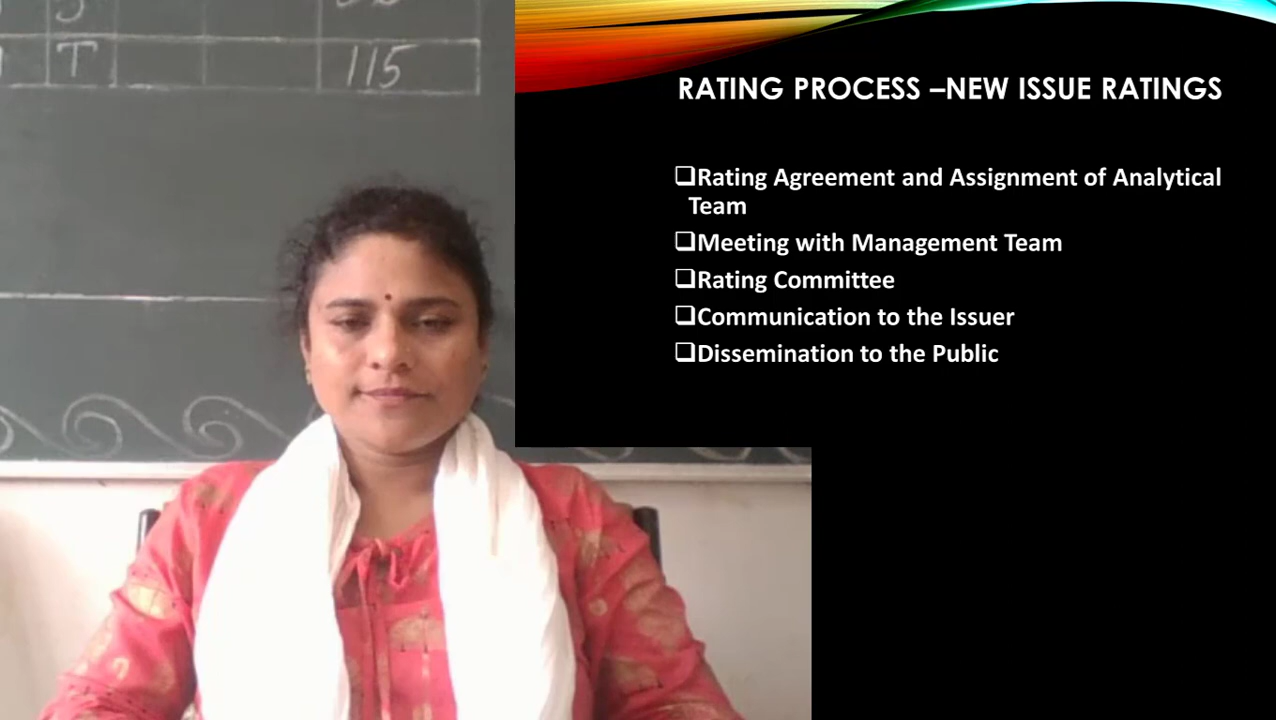 T 115
RATING PROCESS –NEW ISSUE RATINGS
❑Rating Agreement and Assignment of Analytical
Team
❑Meeting with Management Team
❑Rating Committee
❑Communication to the Issuer
❑Dissemination to the Public